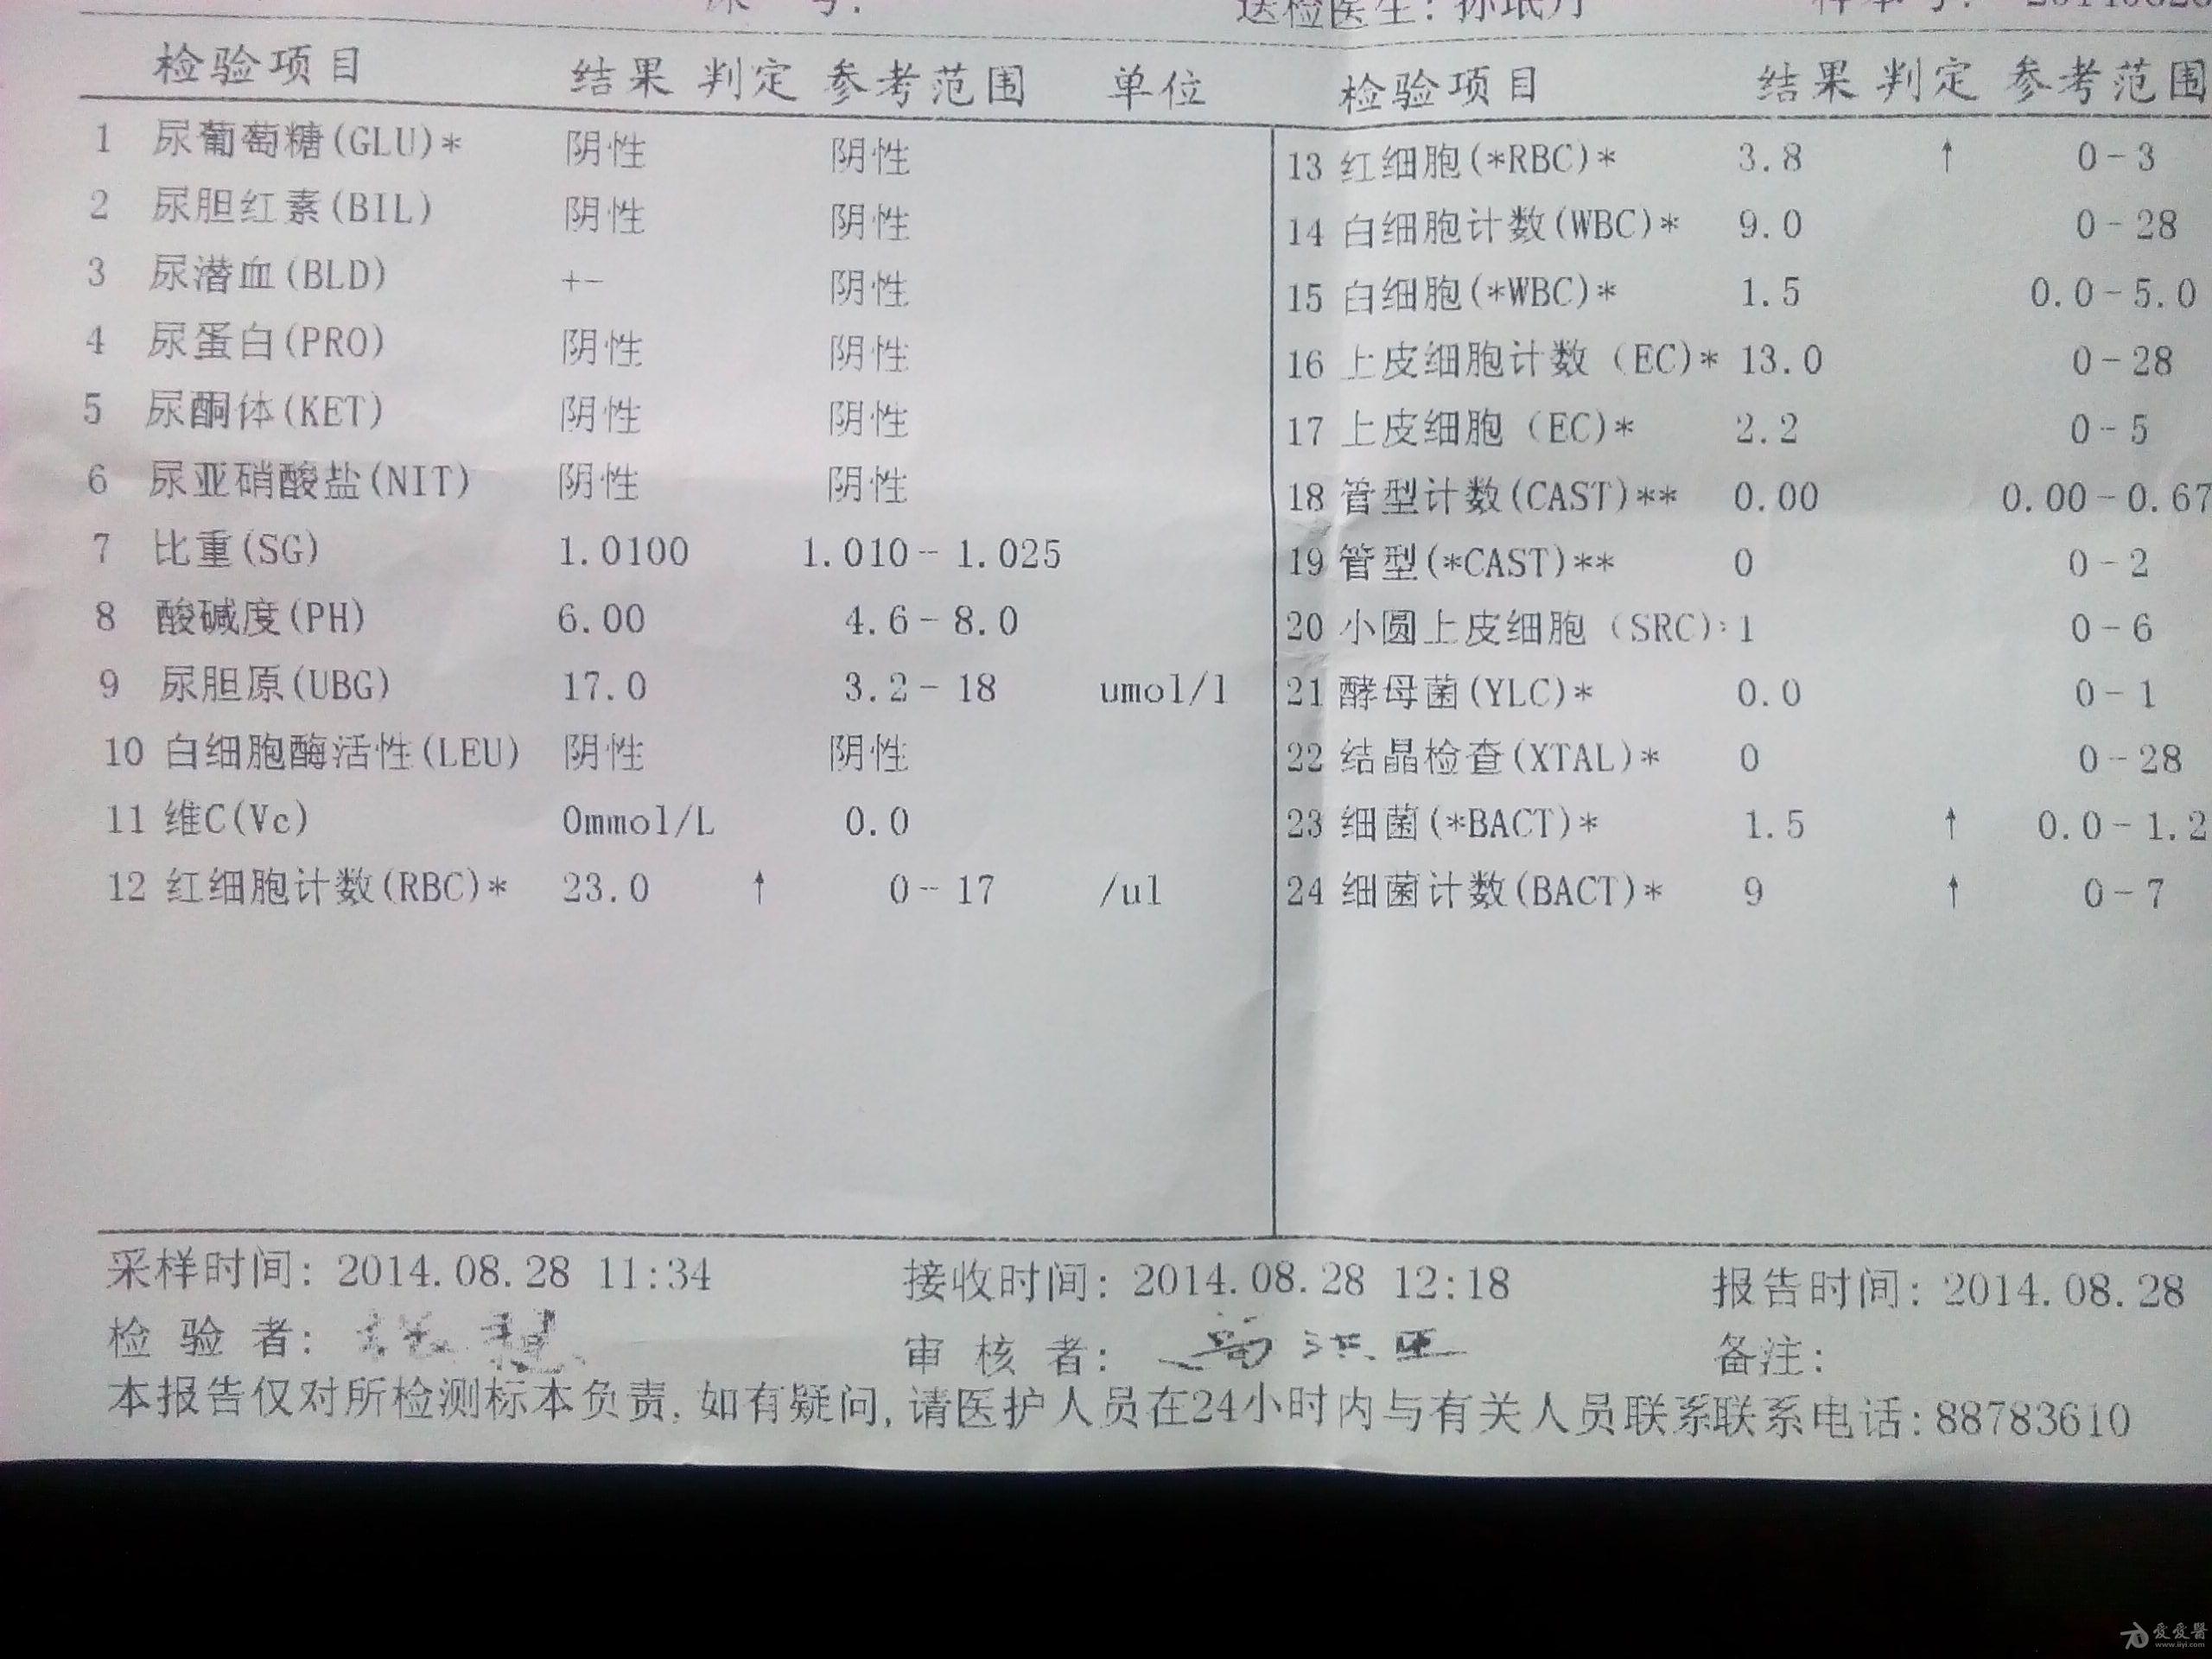 送检医生:
检验项目 结果 判定 参考范围 单位 检验项目 结果 判定 参考范围
1 尿葡萄糖(GLU)* 阴性 阴性 13 红细胞(*RBC)* 3.8 ↑ 0-3
2 尿胆红素(BIL) 阴性 阴性 14 白细胞计数(WBC)* 9.0 0-28
3 尿潜血(BLD) +- 阴性 15 白细胞(*WBC)* 1.5 0.0-5.0
4 尿蛋白(PRO) 阴性 阴性 16 上皮细胞计数 (EC)* 13.0 0-28
5 尿酮体(KET) 阴性 阴性 17 上皮细胞 (EC)* 2.2 0-5
6 尿亚硝酸盐(NIT) 阴性 阴性 18 管型计数(CAST)** 0.00 0.00-0.67
7 比重(SG) 1.0100 1.010-1.025 19 管型(*CAST)** 0 0-2
8 酸碱度(PH) 6.00 4.6-8.0 20 小圆上皮细胞 (SRC): 1 0-6
9 尿胆原(UBG) 17.0 3.2-18 umol/l 21 酵母菌(YLC)* 0.0 0-1
10 白细胞酶活性(LEU) 阴性 阴性 22 结晶检查(XTAL)* 0 0-28
11 维C(Vc) 0mmol/L 0.0 23 细菌(*BACT)* 1.5 ↑ 0.0-1.2
12 红细胞计数(RBC)* 23.0 ↑ 0-17 /ul 24 细菌计数(BACT)* 9 ↑ 0-7
采样时间: 2014.08.28 11:34 接收时间: 2014.08.28 12:18 报告时间: 2014.08.28
检 验 者: 审 核 者: 备注:
本报告仅对所检测标本负责,如有疑问,请医护人员在24小时内与有关人员联系联系电话:88783610
爱爱醫
www.iiyi.com